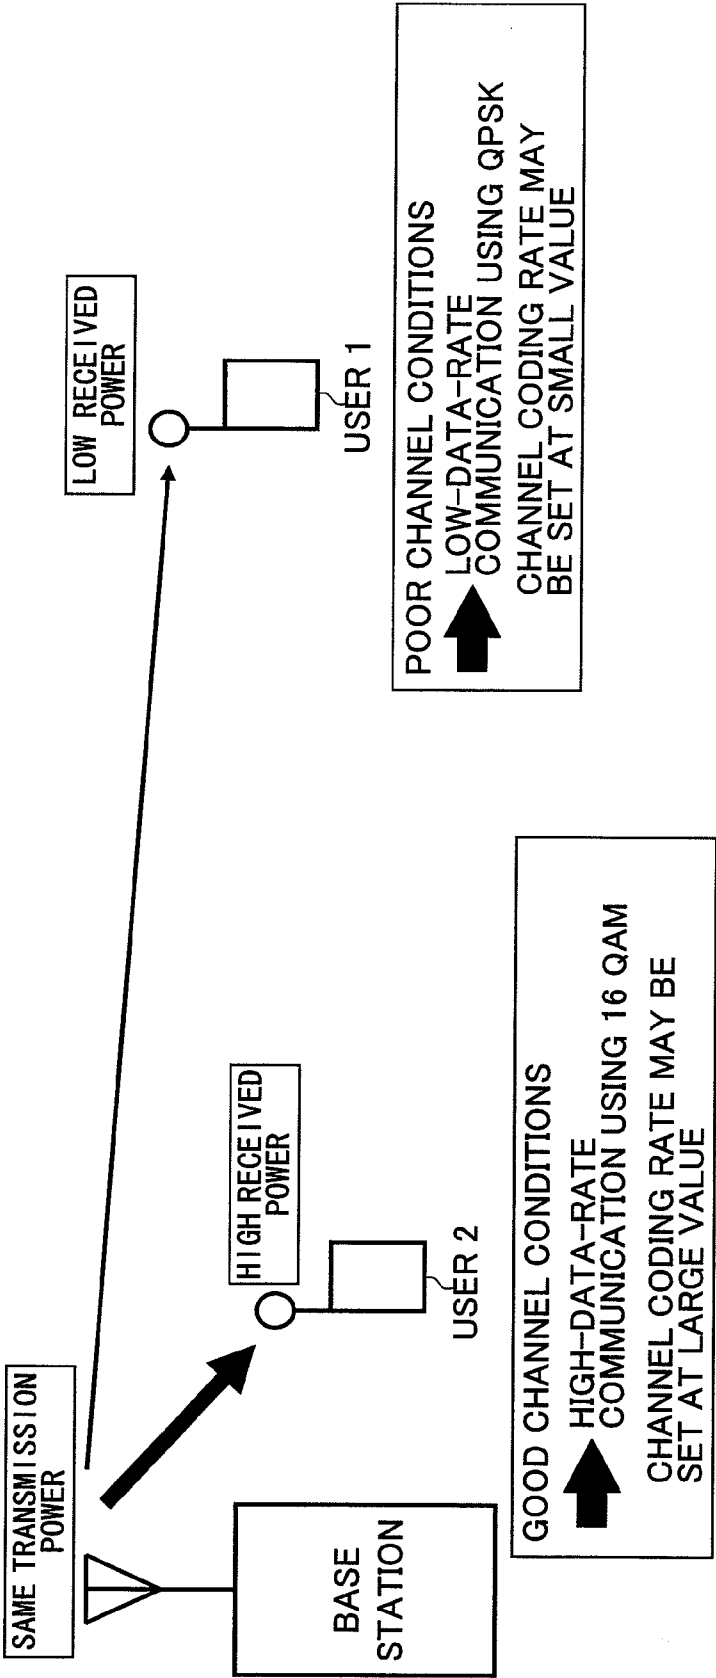 SAME TRANSMISSION
POWER
BASE
STATION
HIGH RECEIVED
POWER
USER 2
GOOD CHANNEL CONDITIONS
HIGH-DATA-RATE
COMMUNICATION USING 16 QAM
CHANNEL CODING RATE MAY BE
SET AT LARGE VALUE
LOW RECEIVED
POWER
USER 1
POOR CHANNEL CONDITIONS
LOW-DATA-RATE
COMMUNICATION USING QPSK
CHANNEL CODING RATE MAY
BE SET AT SMALL VALUE